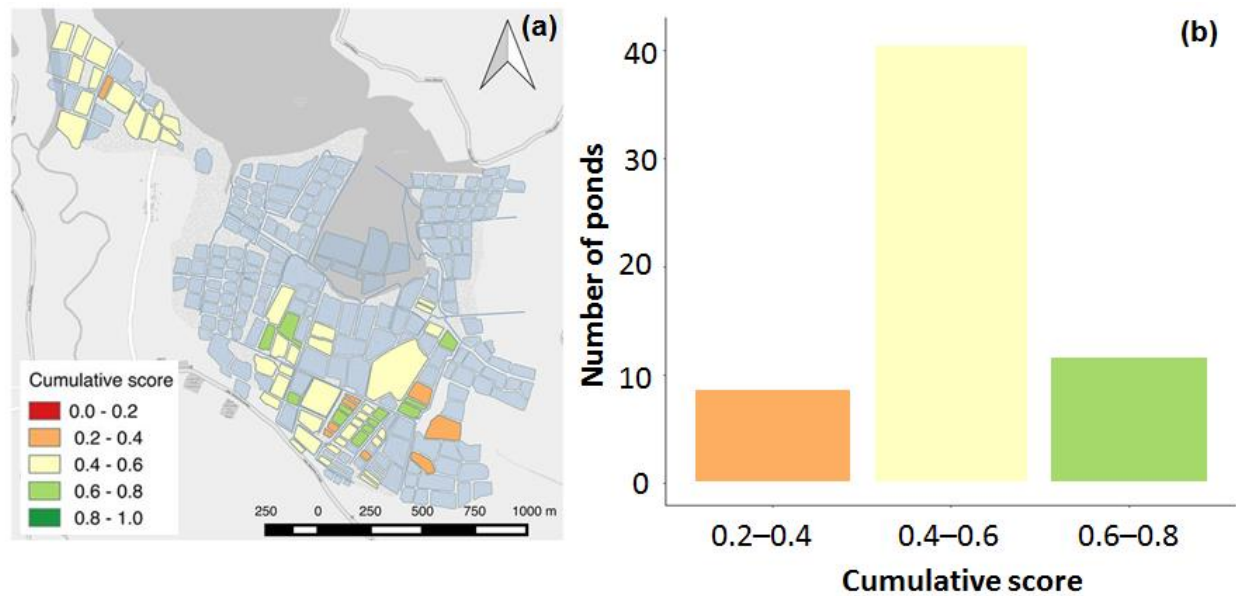 (a)
Cumulative score
0.0 - 0.2
0.2 - 0.4
0.4 - 0.6
0.6 - 0.8
0.8 - 1.0
250 0 250 500 750 1000 m
(b)
Number of ponds
40
30
20
10
0
0.2–0.4 0.4–0.6 0.6–0.8
Cumulative score